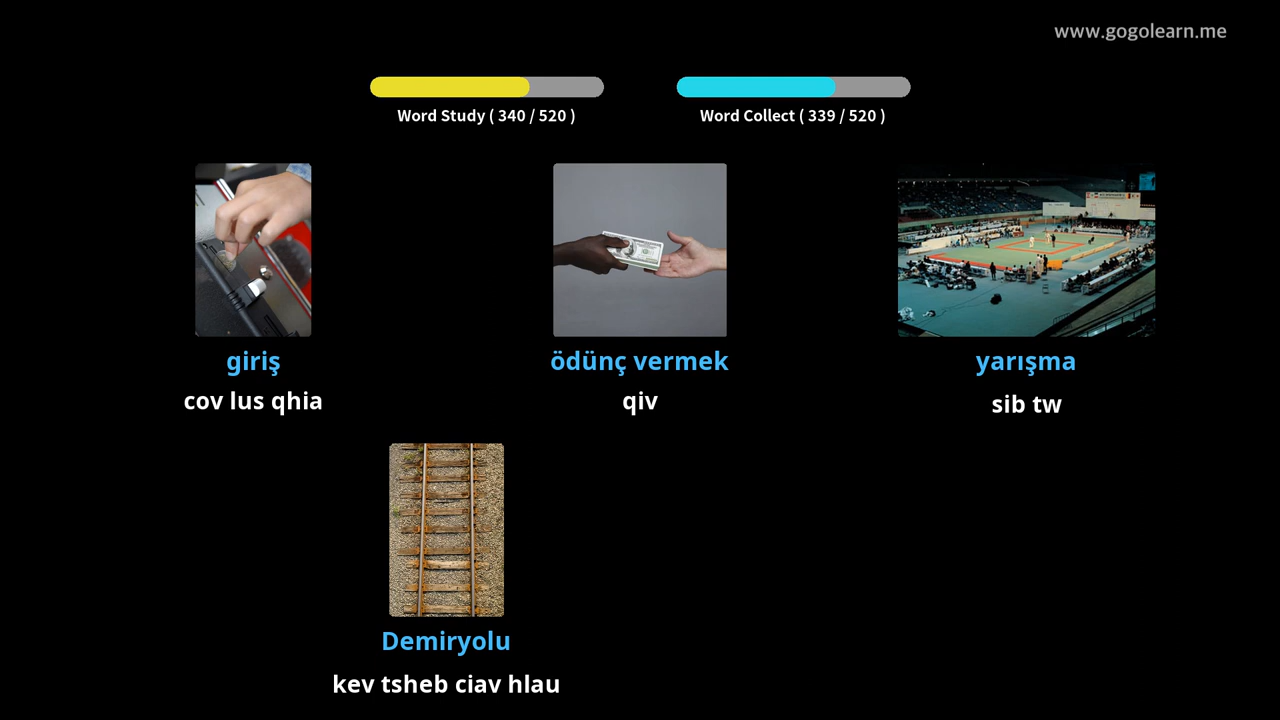 www.gogolearn.me
Word Study ( 340 / 520 )
Word Collect ( 339 / 520 )
giriş
cov lus qhia
ödünç vermek
qiv
yarışma
sib tw
Demiryolu
kev tsheb ciav hlau